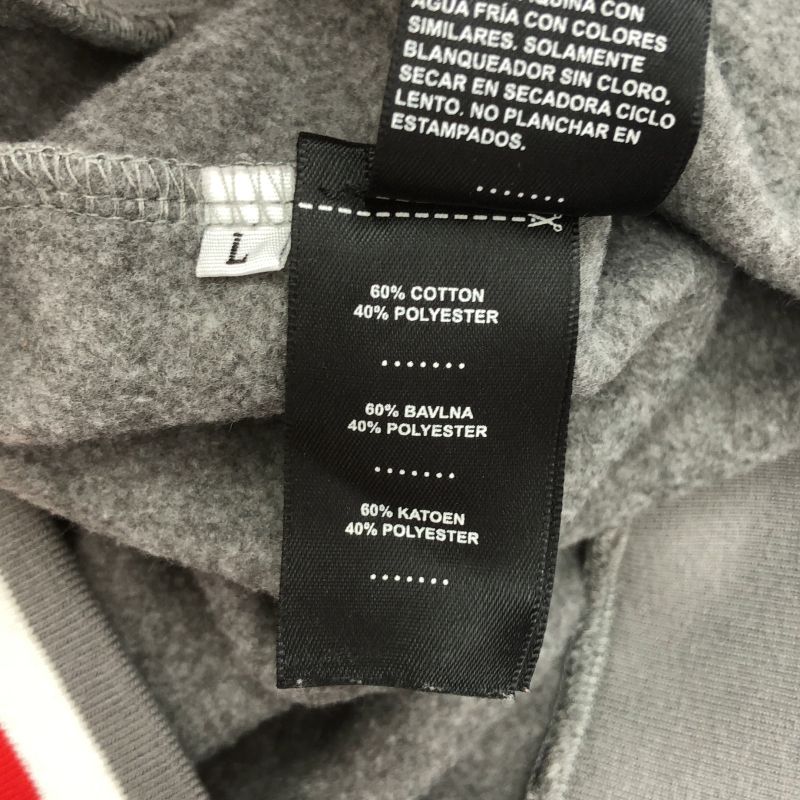 AGUA FRÍA CON COLORES
SIMILARES. SOLAMENTE
BLANQUEADOR SIN CLORO.
SECAR EN SECADORA CICLO
LENTO. NO PLANCHAR EN
ESTAMPADOS.
L
60% COTTON
40% POLYESTER
60% BAVLNA
40% POLYESTER
60% KATOEN
40% POLYESTER